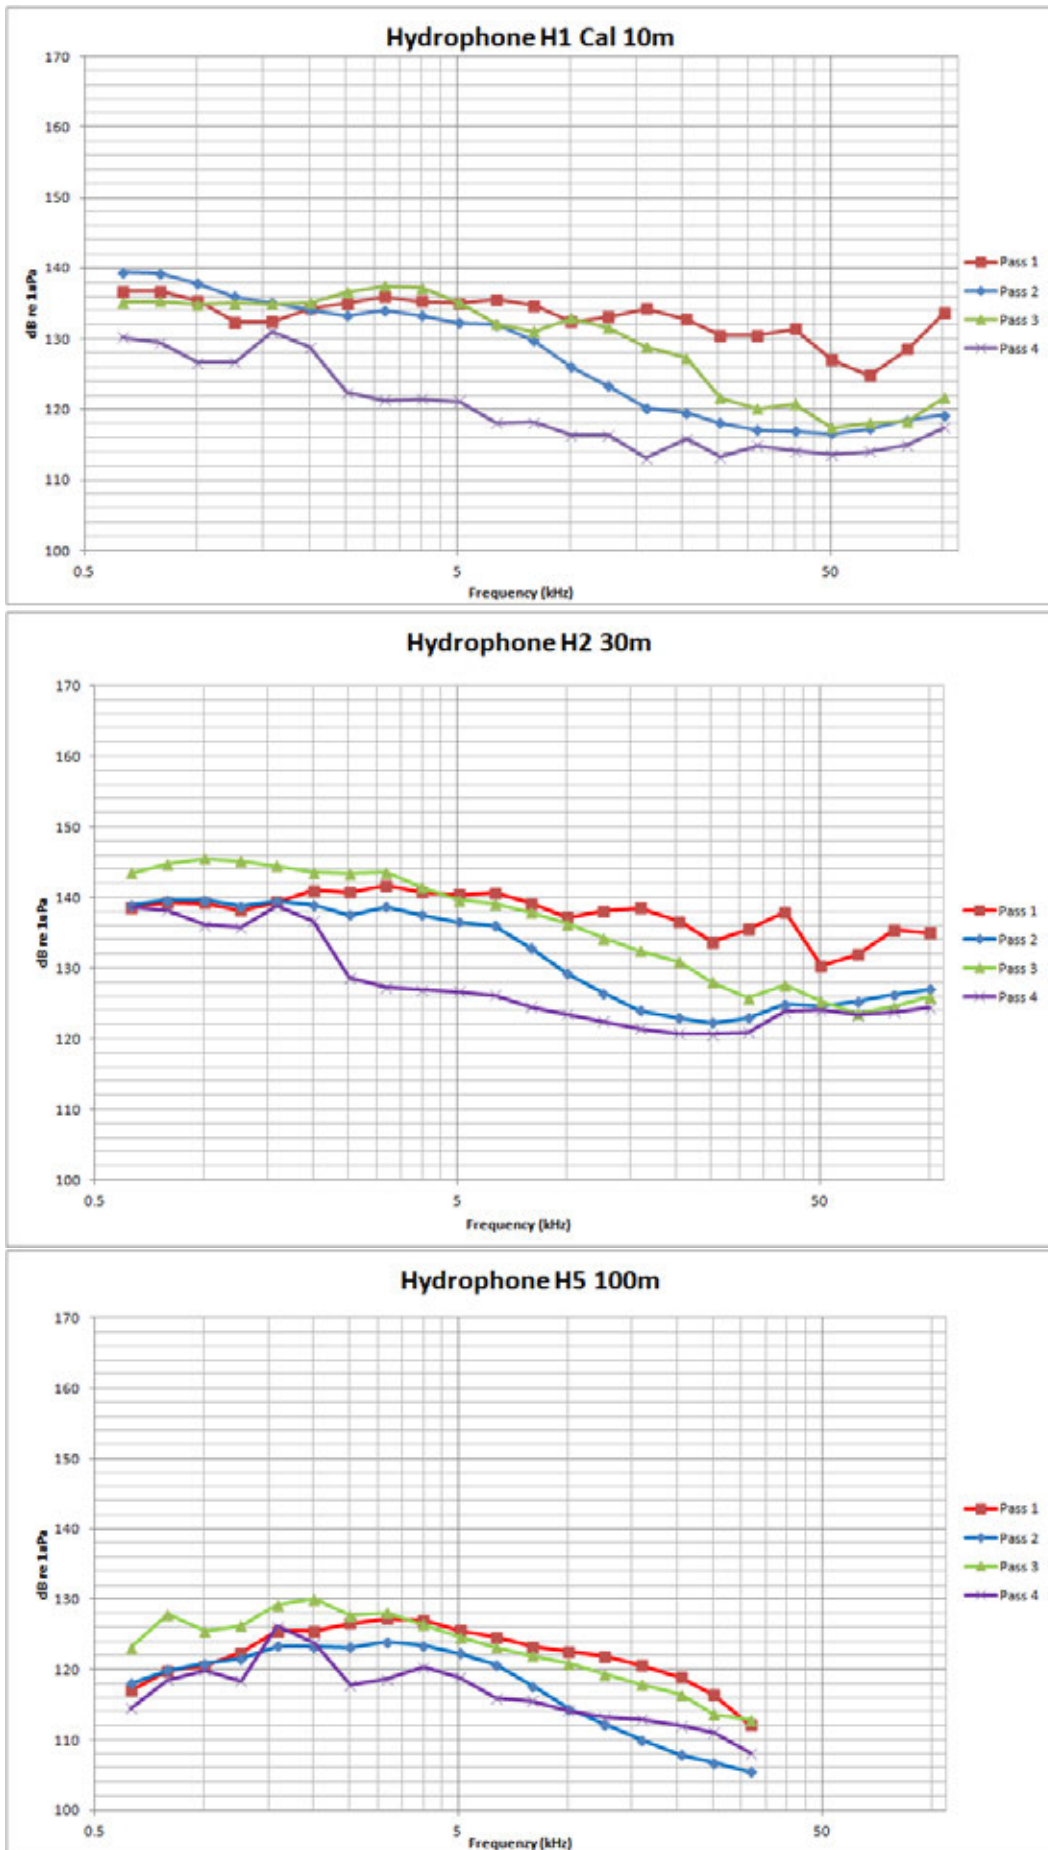 Hydrophone H1 Cal 10m
170
160
150
140
130
120
110
100
dB re 1uPa
0.5
5
50
Frequency (kHz)
Pass 1
Pass 2
Pass 3
Pass 4
Hydrophone H2 30m
170
160
150
140
130
120
110
100
dB re 1uPa
0.5
5
50
Frequency (kHz)
Pass 1
Pass 2
Pass 3
Pass 4
Hydrophone H5 100m
170
160
150
140
130
120
110
100
dB re 1uPa
0.5
5
50
Frequency (kHz)
Pass 1
Pass 2
Pass 3
Pass 4